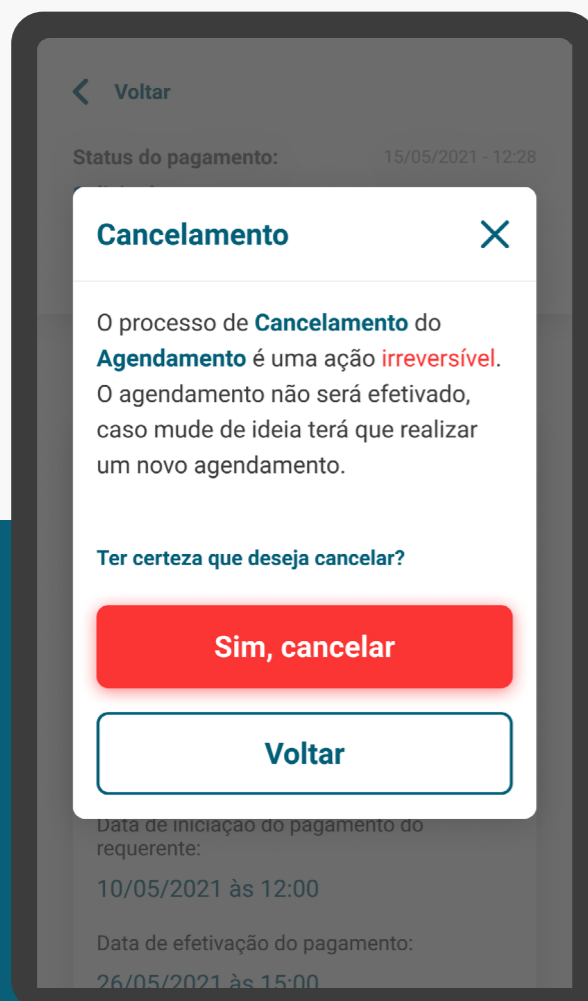 Voltar
Status do pagamento:
15/05/2021 - 12:28
Cancelamento
O processo de Cancelamento do
Agendamento é uma ação irreversível.
O agendamento não será efetivado,
caso mude de ideia terá que realizar
um novo agendamento.
Ter certeza que deseja cancelar?
Sim, cancelar
Voltar
Data de iniciação do pagamento do
requerente:
10/05/2021 às 12:00
Data de efetivação do pagamento:
26/05/2021 às 15:00